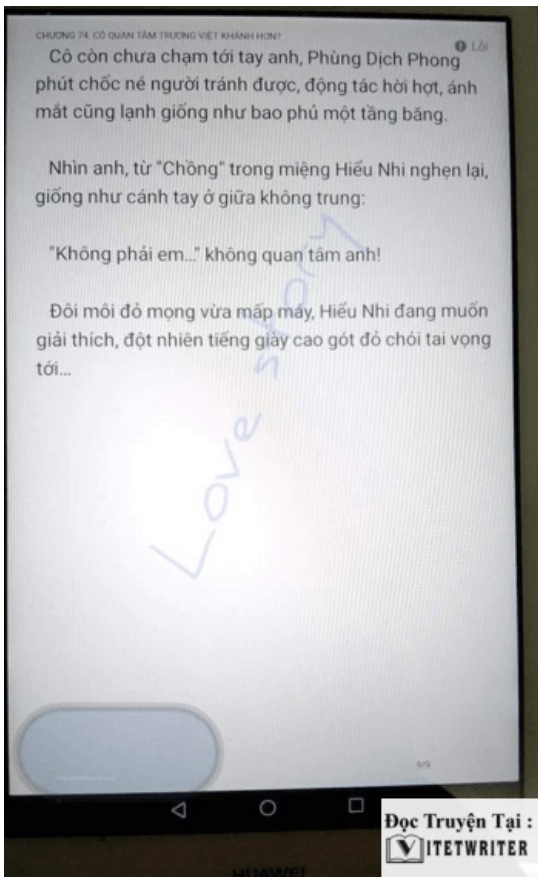 CHƯƠNG 74: CÔ QUAN TÂM TRƯƠNG VIỆT KHÁNH HƠN?
Lỗi
Cô còn chưa chạm tới tay anh, Phùng Dịch Phong
phút chốc né người tránh được, động tác hời hợt, ánh
mắt cũng lạnh giống như bao phủ một tầng băng.
Nhìn anh, từ "Chồng" trong miệng Hiểu Nhi nghẹn lại,
giống như cánh tay ở giữa không trung:
"Không phải em..." không quan tâm anh!
Đôi môi đỏ mọng vừa mấp máy, Hiểu Nhi đang muốn
giải thích, đột nhiên tiếng giày cao gót đỏ chói tai vọng
tới...
Love story
9/9
HUAWEI
Đọc Truyện Tại :
VITETWRITER